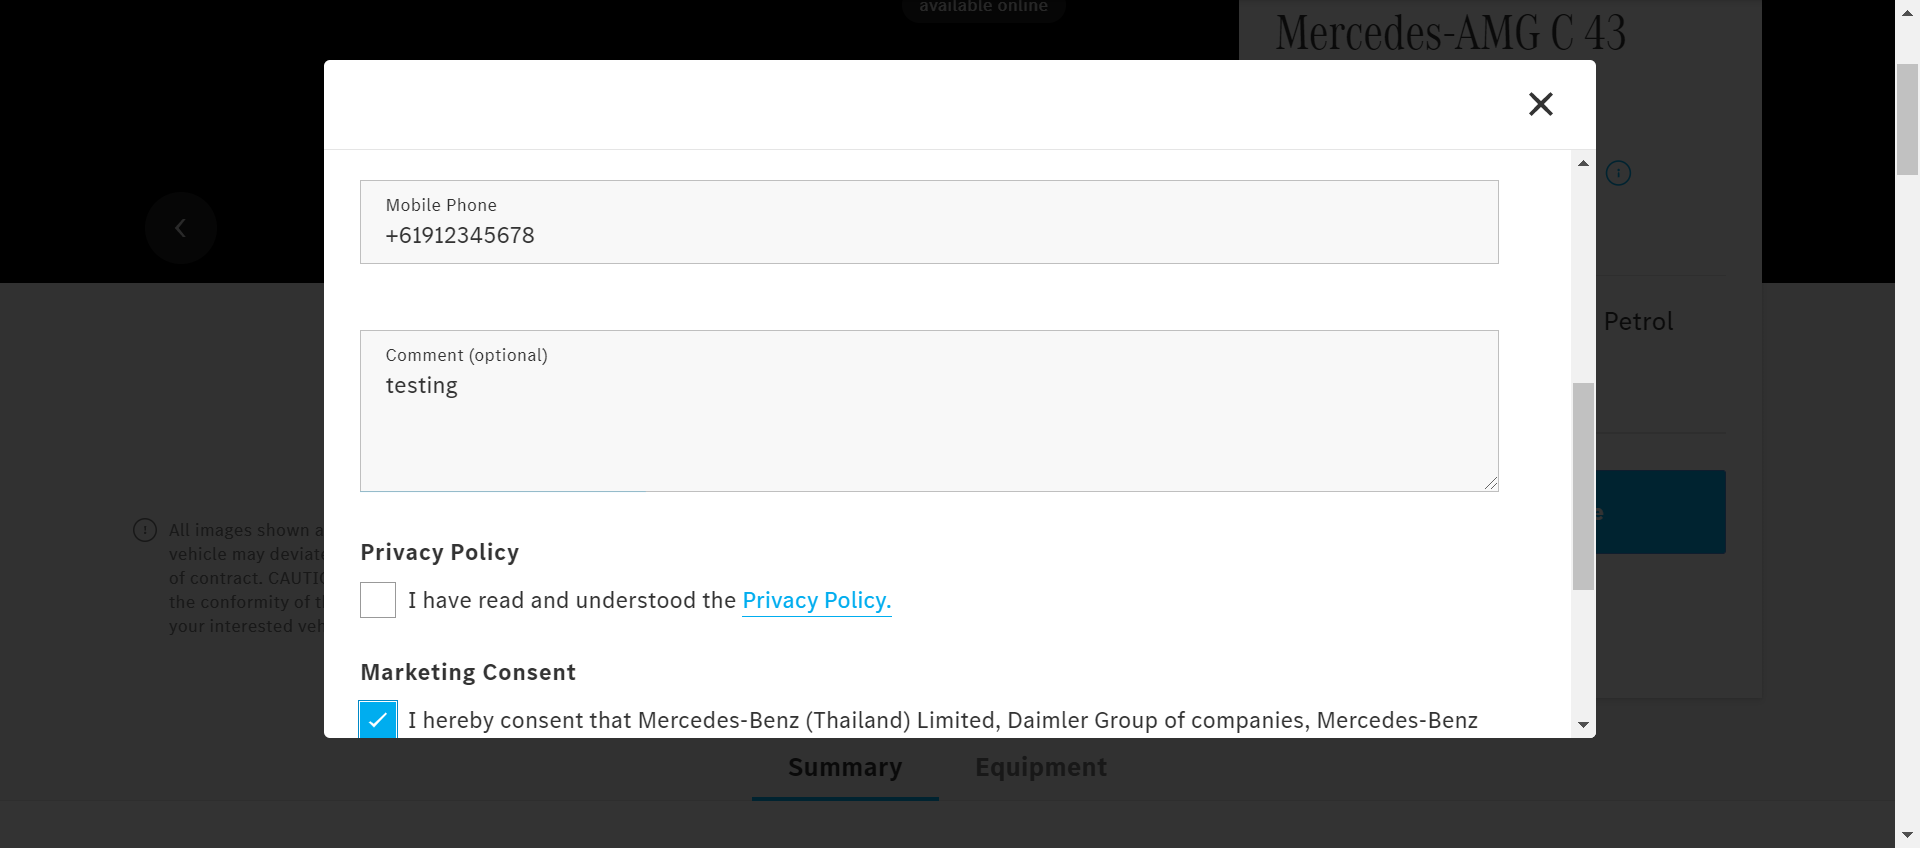 available online
Mercedes-AMG C 43
Mobile Phone
+61912345678
Petrol
Comment (optional)
testing
All images shown a
vehicle may deviate
of contract. CAUTIO
the conformity of t
your interested veh
Privacy Policy
I have read and understood the Privacy Policy.
Marketing Consent
I hereby consent that Mercedes-Benz (Thailand) Limited, Daimler Group of companies, Mercedes-Benz
Summary
Equipment